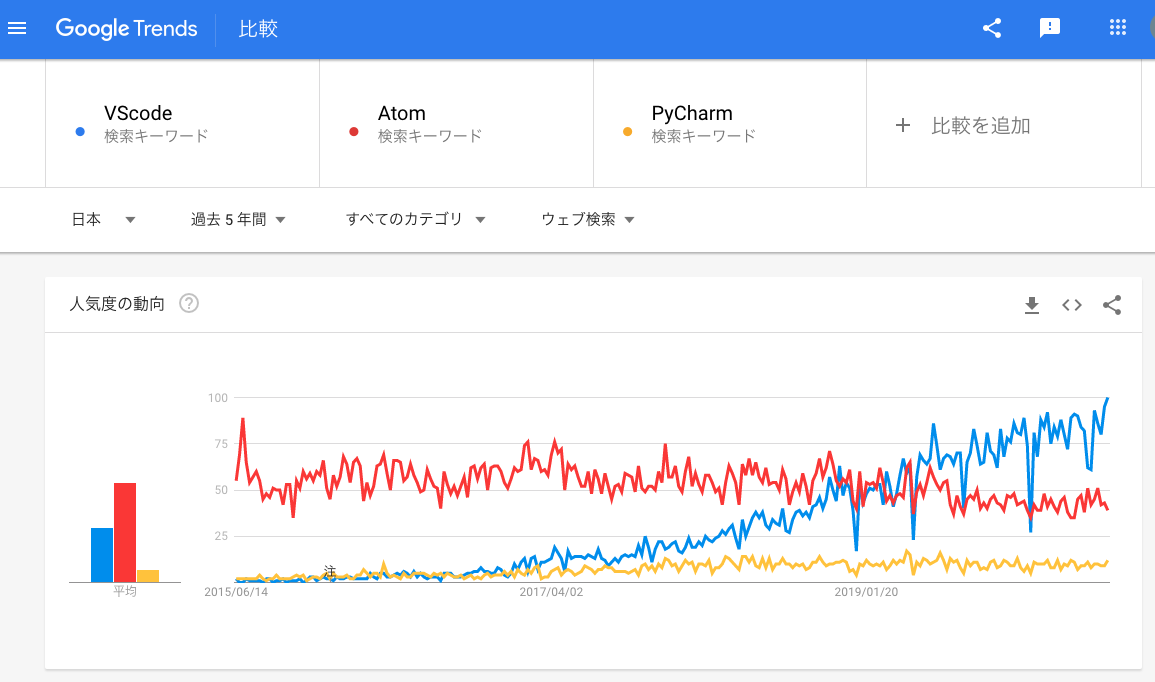 Google Trends 比較
VScode
検索キーワード
Atom
検索キーワード
PyCharm
検索キーワード
+ 比較を追加
日本 過去 5 年間 すべてのカテゴリ ウェブ検索
人気度の動向 ?
100
75
50
25
注
平均
2015/06/14 2017/04/02 2019/01/20